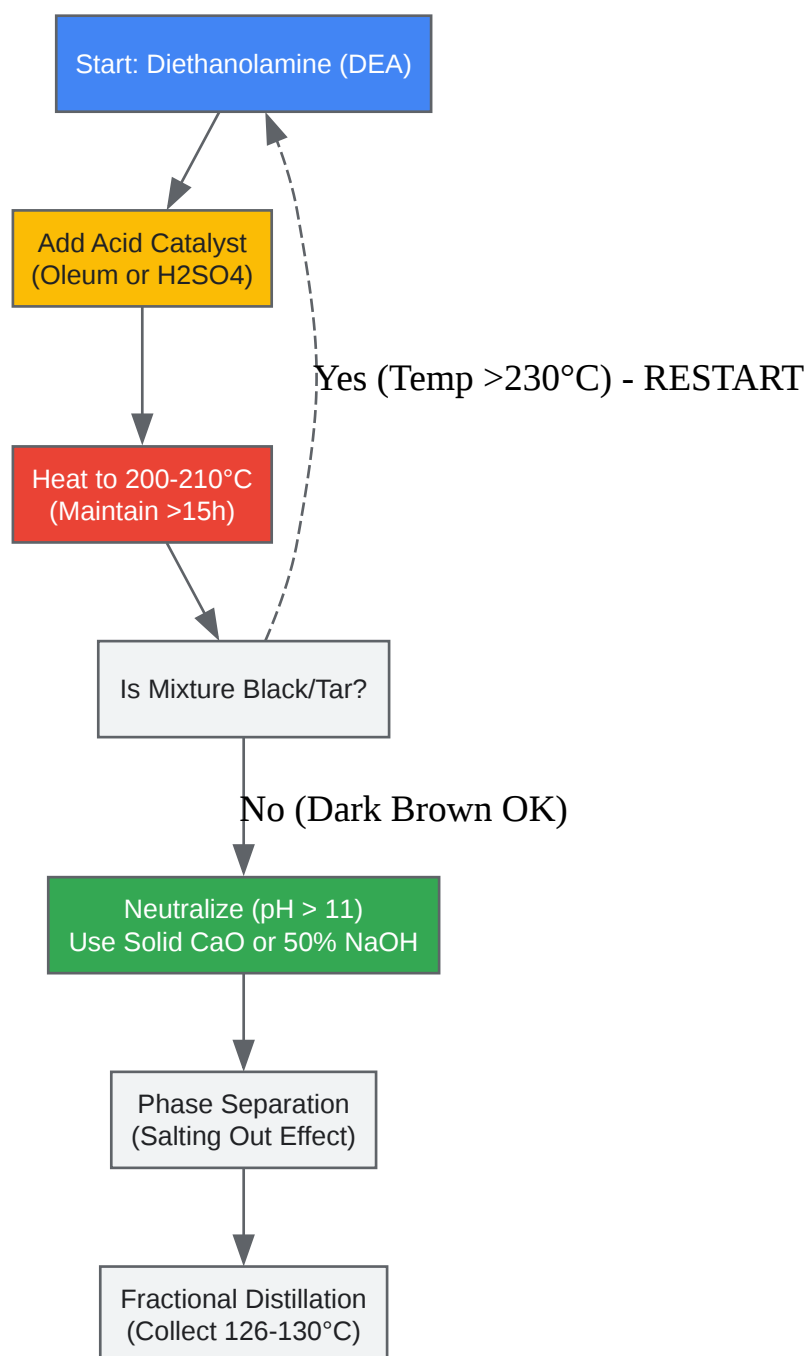 Start: Diethanolamine (DEA)
Add Acid Catalyst
(Oleum or H2SO4)
Yes (Temp >230°C) - RESTART
Heat to 200-210°C
(Maintain >15h)
Is Mixture Black/Tar?
No (Dark Brown OK)
Neutralize (pH > 11)
Use Solid CaO or 50% NaOH
Phase Separation
(Salting Out Effect)
Fractional Distillation
(Collect 126-130°C)